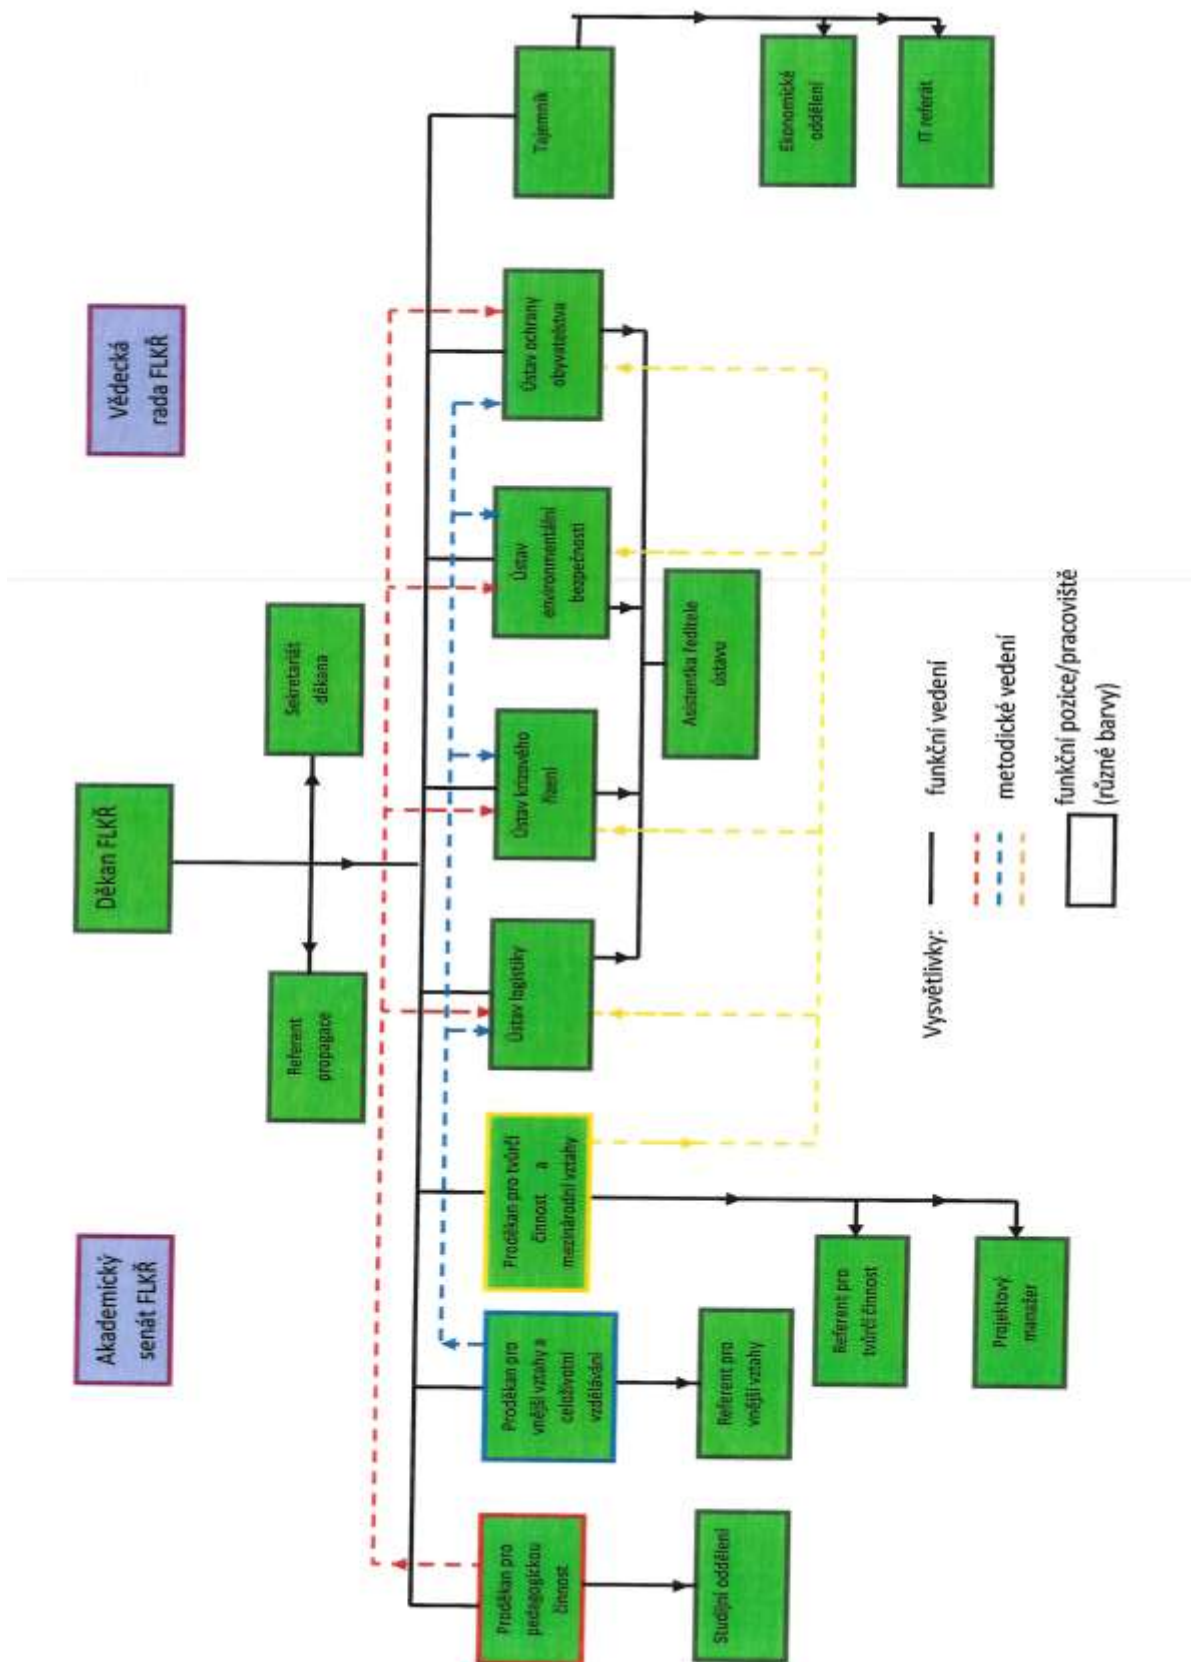 Akademický
senát FLKŘ
Děkan FLKŘ
Vědecká
rada FLKŘ
Referent
propagace
Sekretariát
děkana
Proděkan pro
pedagogickou
činnost
Proděkan pro
vnější vztahy a
celoživotní
vzdělávání
Proděkan pro tvůrčí
činnost a
mezinárodní vztahy
Ústav logistiky
Ústav krizového
řízení
Ústav
environmentální
bezpečnosti
Ústav ochrany
obyvatelstva
Tajemník
Studijní oddělení
Referent pro
vnější vztahy
Referent pro
tvůrčí činnost
Projektový
manažer
Asistentka ředitele
ústavu
Ekonomické
oddělení
IT referát
Vysvětlivky:
funkční vedení
metodické vedení
funkční pozice/pracoviště
(různé barvy)